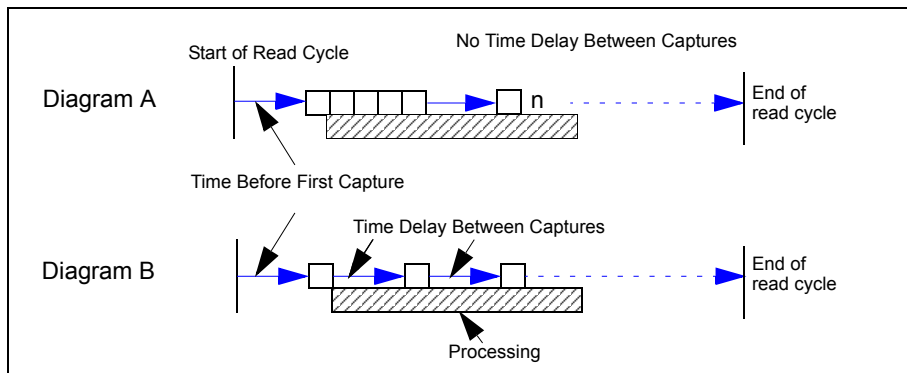 No Time Delay Between Captures
Start of Read Cycle
Diagram A
n
End of
read cycle
Time Before First Capture
Time Delay Between Captures
Diagram B
End of
read cycle
Processing